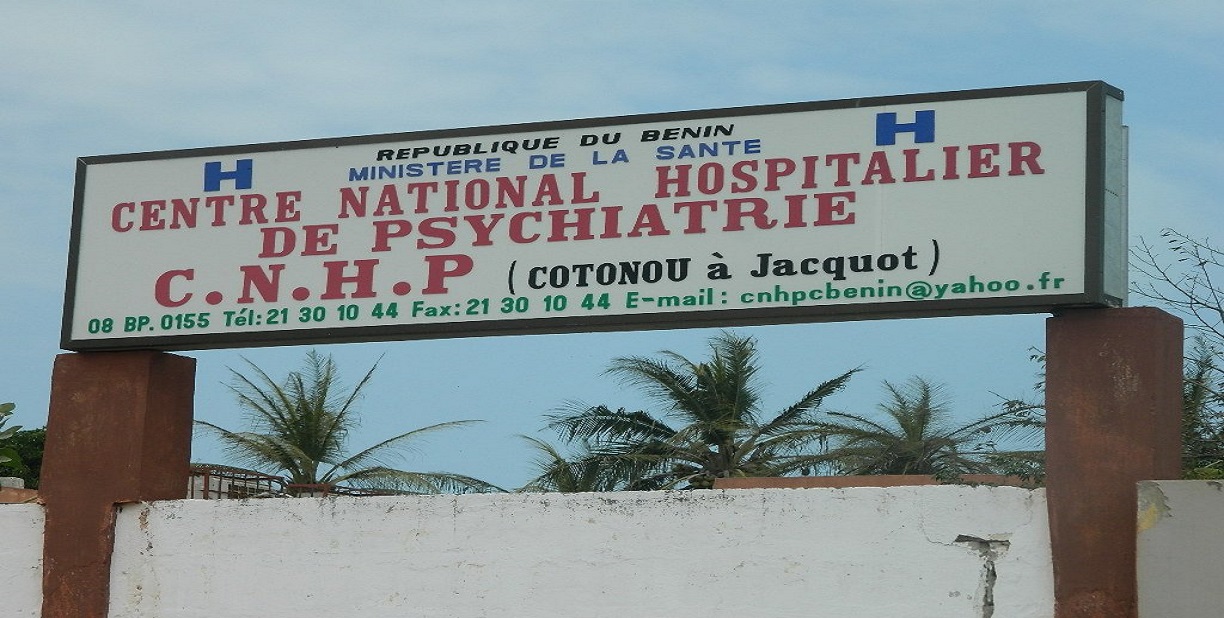 REPUBLIQUE DU BENIN
H MINISTERE DE LA SANTE H
CENTRE NATIONAL HOSPITALIER
DE PSYCHIATRIE
C.N.H.P (COTONOU à Jacquot)
08 BP. 0155 Tél: 21 30 10 44 Fax: 21 30 10 44 E-mail: cnhpcbenin@yahoo.fr